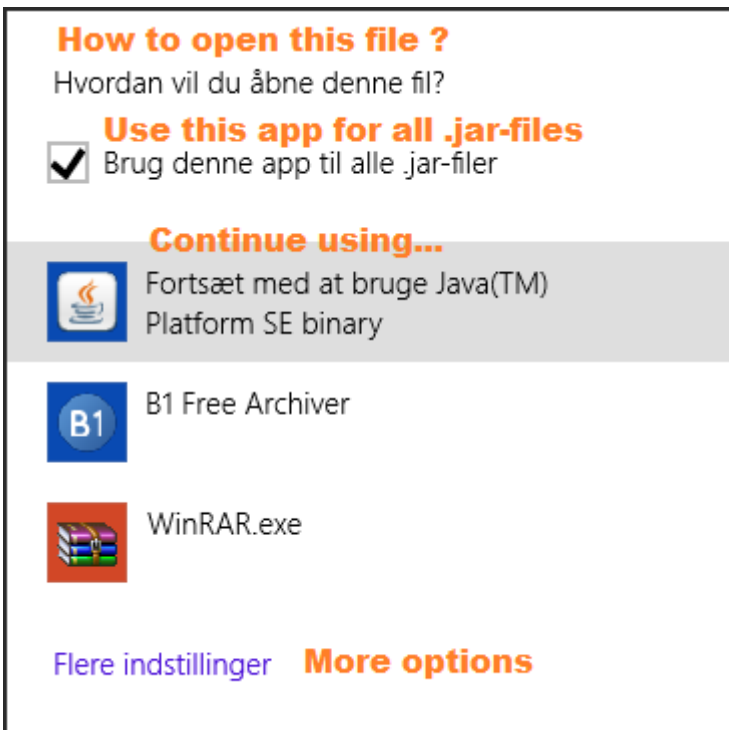 How to open this file ?
Hvordan vil du åbne denne fil?
Use this app for all .jar-files
Brug denne app til alle .jar-filer
Continue using...
Fortsæt med at bruge Java(TM)
Platform SE binary
B1
B1 Free Archiver
WinRAR.exe
Flere indstillinger More options